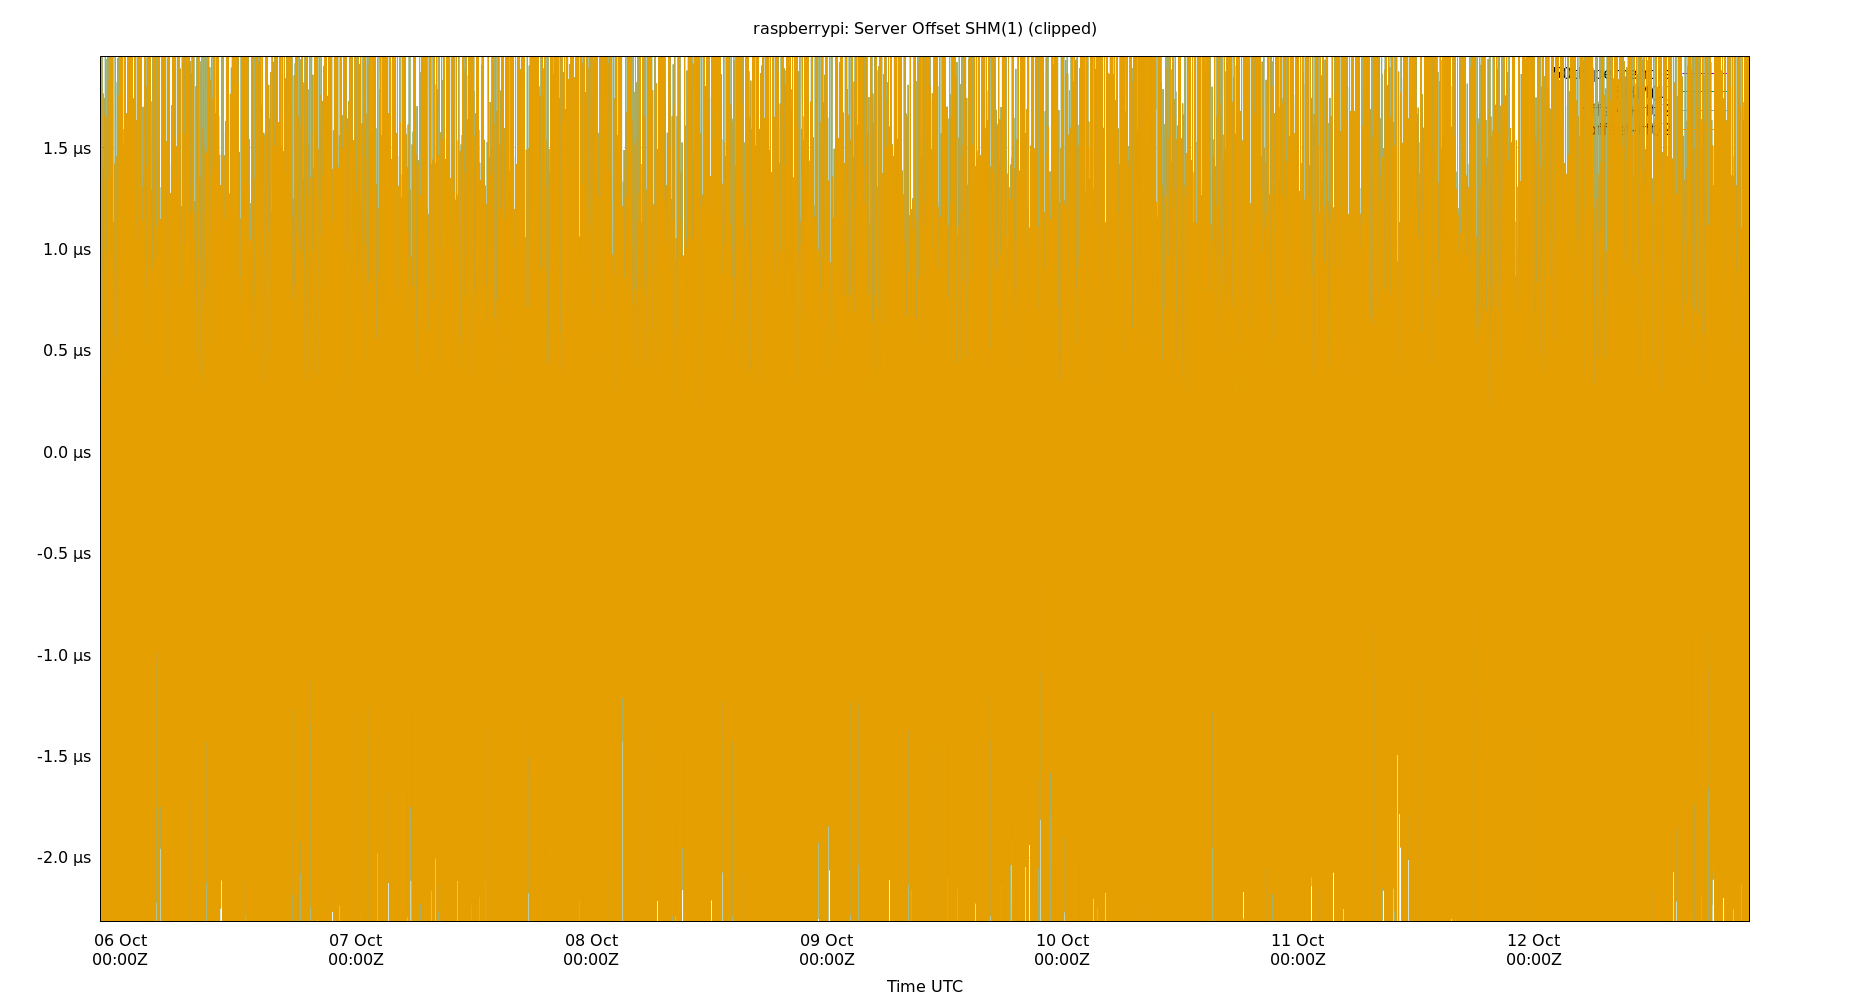 raspberrypi: Server Offset SHM(1) (clipped)
1.5 µs
1.0 µs
0.5 µs
0.0 µs
-0.5 µs
-1.0 µs
-1.5 µs
-2.0 µs
06 Oct 07 Oct 08 Oct 09 Oct 10 Oct 11 Oct 12 Oct
00:00Z 00:00Z 00:00Z 00:00Z 00:00Z 00:00Z 00:00Z
Time UTC